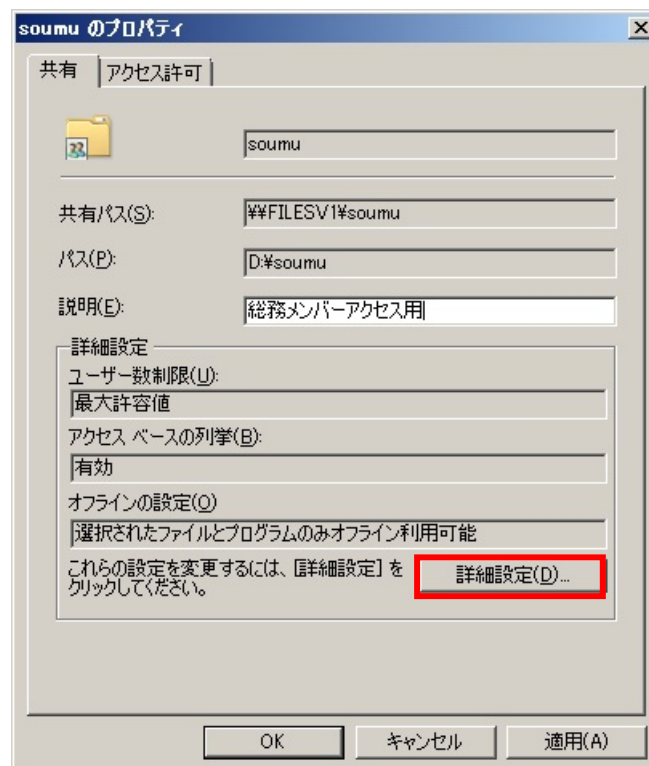 soumu のプロパティ
共有
アクセス許可
soumu
共有パス(S):
¥¥FILESV1¥soumu
パス(P):
D:¥soumu
説明(E):
総務メンバーアクセス用
詳細設定
ユーザー数制限(U):
最大許容値
アクセス ベースの列挙(B):
有効
オフラインの設定(O)
選択されたファイルとプログラムのみオフライン利用可能
これらの設定を変更するには、[詳細設定] を
クリックしてください。
詳細設定(D)...
OK
キャンセル
適用(A)